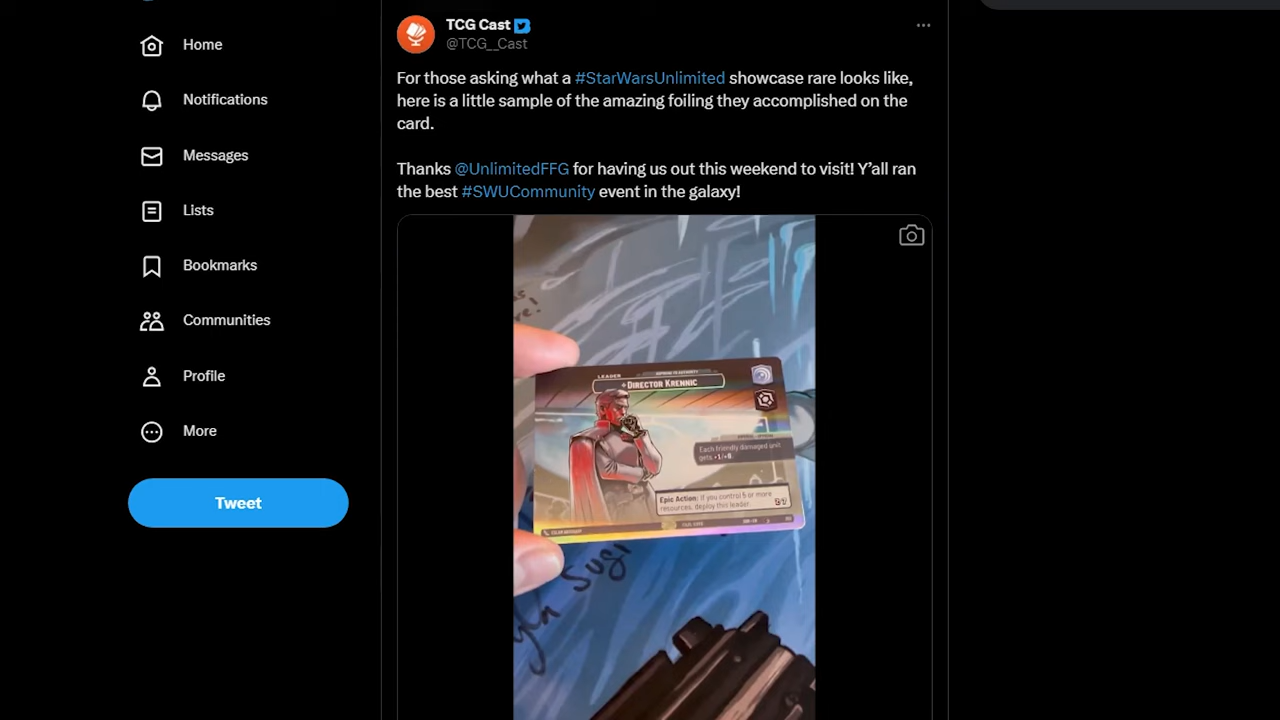 TCG Cast
@TCG__Cast
For those asking what a #StarWarsUnlimited showcase rare looks like,
here is a little sample of the amazing foiling they accomplished on the
card.
Thanks @UnlimitedFFG for having us out this weekend to visit! Y'all ran
the best #SWUCommunity event in the galaxy!
Home
Notifications
Messages
Lists
Bookmarks
Communities
Profile
More
Tweet
LEADER
DIRECTOR KRENNIC
Each friendly damaged unit
gets +1/+0.
Epic Action: If you control 5 or more
resources, deploy this leader.